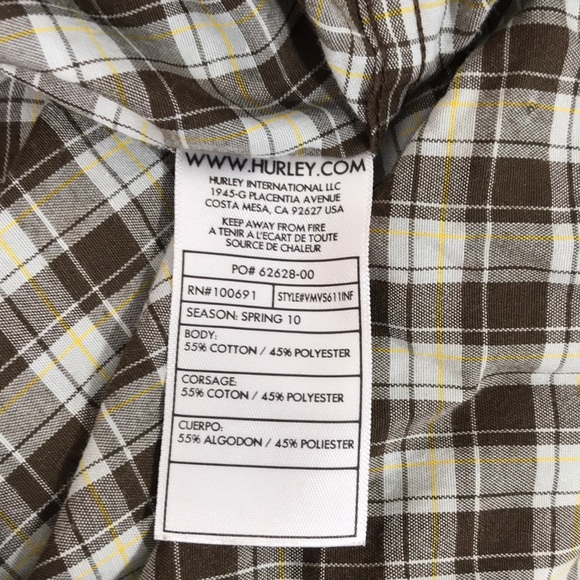 WWW.HURLEY.COM
HURLEY INTERNATIONAL LLC
1945-G PLACENTIA AVENUE
COSTA MESA, CA 92627 USA
KEEP AWAY FROM FIRE
A TENIR A L'ECART DE TOUTE
SOURCE DE CHALEUR
PO# 62628-00
RN#100691 STYLE#VMVS611INF
SEASON: SPRING 10
BODY:
55% COTTON / 45% POLYESTER
CORSAGE:
55% COTON / 45% POLYESTER
CUERPO:
55% ALGODON / 45% POLIESTER